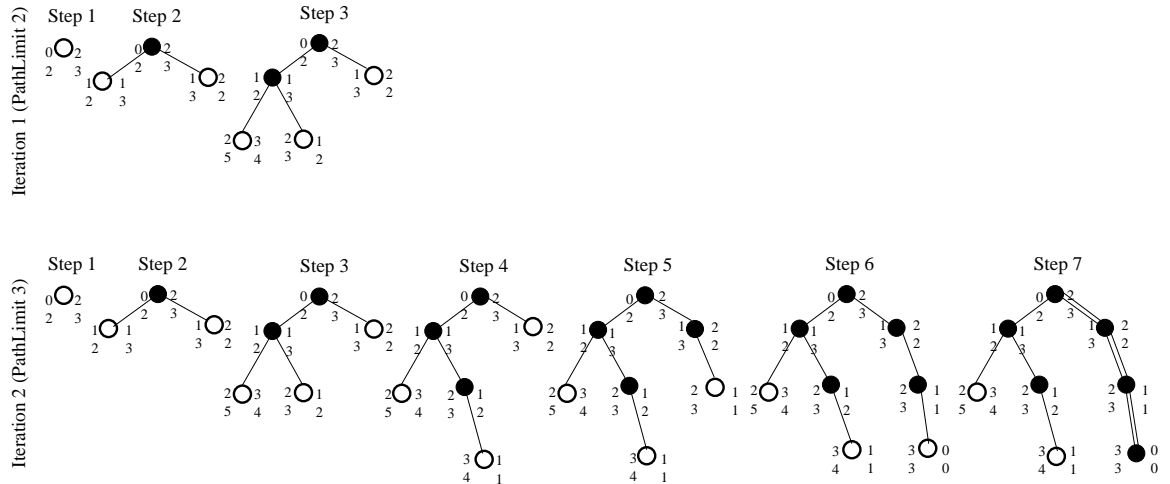 Iteration 1 (PathLimit 2)
Step 1 Step 2 Step 3
0 2 0 2 0 2
2 3 2 3 2 3
1 1 1 2 1 1 1 2
2 3 3 2 2 3 3 2
2 3 2 1
5 4 3 2
Iteration 2 (PathLimit 3)
Step 1 Step 2 Step 3 Step 4 Step 5 Step 6 Step 7
0 2 0 2 0 2 0 2 0 2 0 2 0 2
2 3 2 3 2 3 2 3 2 3 2 3 2 3
1 1 1 2 1 1 1 2 1 1 1 2 1 1 1 2 1 1 1 2 1 1 1 2
2 3 3 2 2 3 3 2 2 3 3 2 2 3 3 2 2 3 3 2 2 3 3 2
2 3 2 1 2 3 2 1 2 3 2 1 2 1 2 3 2 1 2 1 2 3 2 1 2 1
5 4 3 2 5 4 3 2 5 4 3 2 3 1 5 4 3 2 3 1 5 4 3 2 3 1
3 1 3 1 3 1 3 0 3 1 3 0
4 1 4 1 4 1 3 0 4 1 3 0